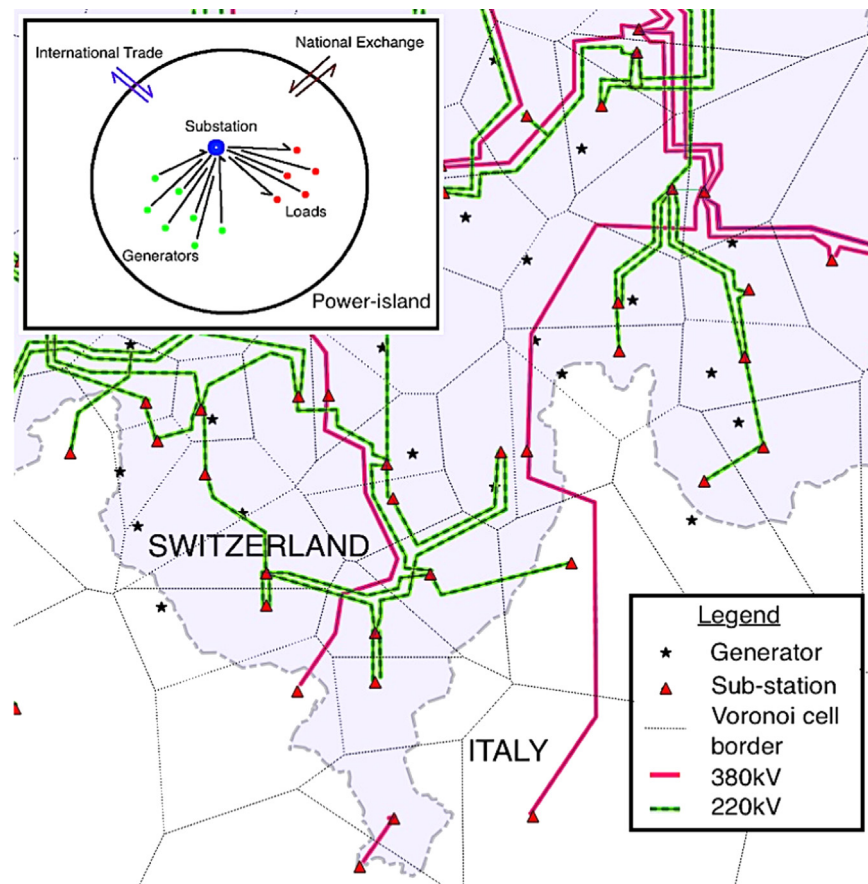 International Trade
National Exchange
Substation
Loads
Generators
Power-island
SWITZERLAND
ITALY
Legend
Generator
Sub-station
Voronoi cell
border
380kV
220kV